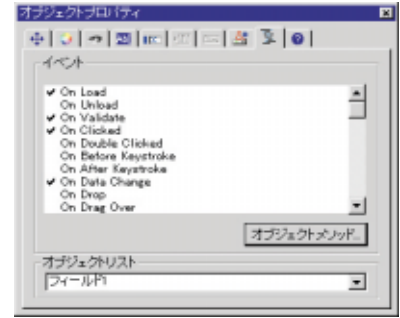 オブジェクトプロパティ
イベント
On Load
On Unload
On Validate
On Clicked
On Double Clicked
On Before Keystroke
On After Keystroke
On Data Change
On Drop
On Drag Over
オブジェクトメソッド...
オブジェクトリスト
フィールド1